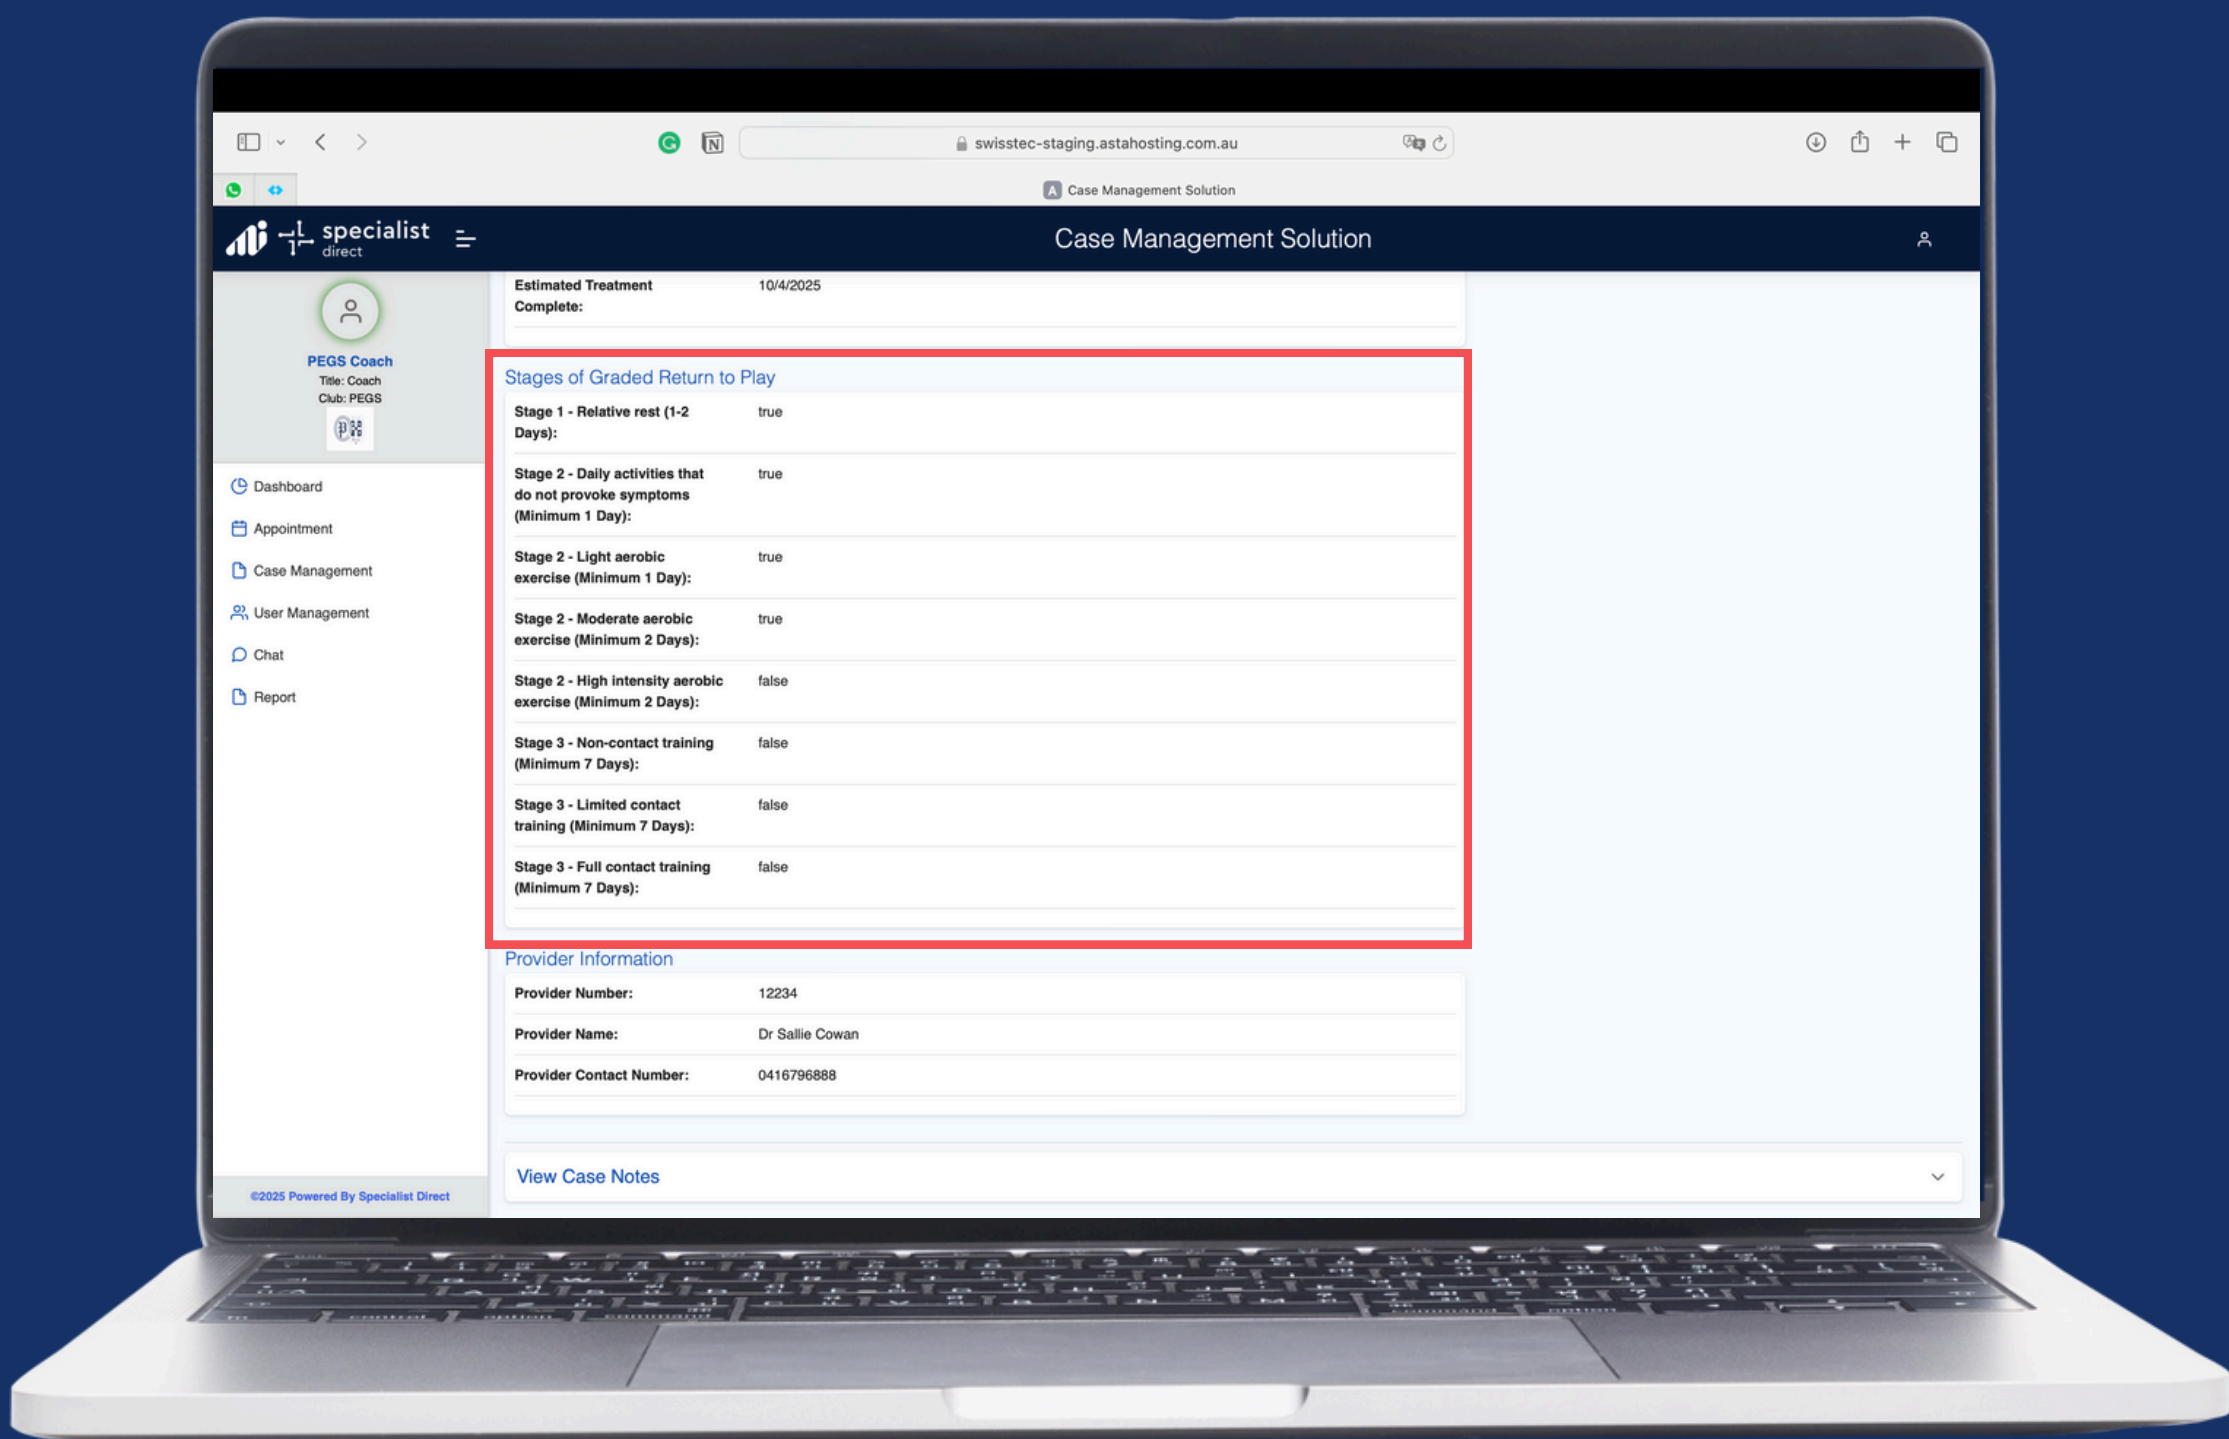 swisstec-staging.astahosting.com.au
A Case Management Solution
specialist
direct
Case Management Solution
PEGS Coach
Title: Coach
Club: PEGS
Dashboard
Appointment
Case Management
User Management
Chat
Report
©2025 Powered By Specialist Direct
Estimated Treatment 10/4/2025
Complete:
Stages of Graded Return to Play
Stage 1 - Relative rest (1-2 true
Days):
Stage 2 - Daily activities that true
do not provoke symptoms
(Minimum 1 Day):
Stage 2 - Light aerobic true
exercise (Minimum 1 Day):
Stage 2 - Moderate aerobic true
exercise (Minimum 2 Days):
Stage 2 - High intensity aerobic false
exercise (Minimum 2 Days):
Stage 3 - Non-contact training false
(Minimum 7 Days):
Stage 3 - Limited contact false
training (Minimum 7 Days):
Stage 3 - Full contact training false
(Minimum 7 Days):
Provider Information
Provider Number: 12234
Provider Name: Dr Sallie Cowan
Provider Contact Number: 0416796888
View Case Notes
control option command
command option